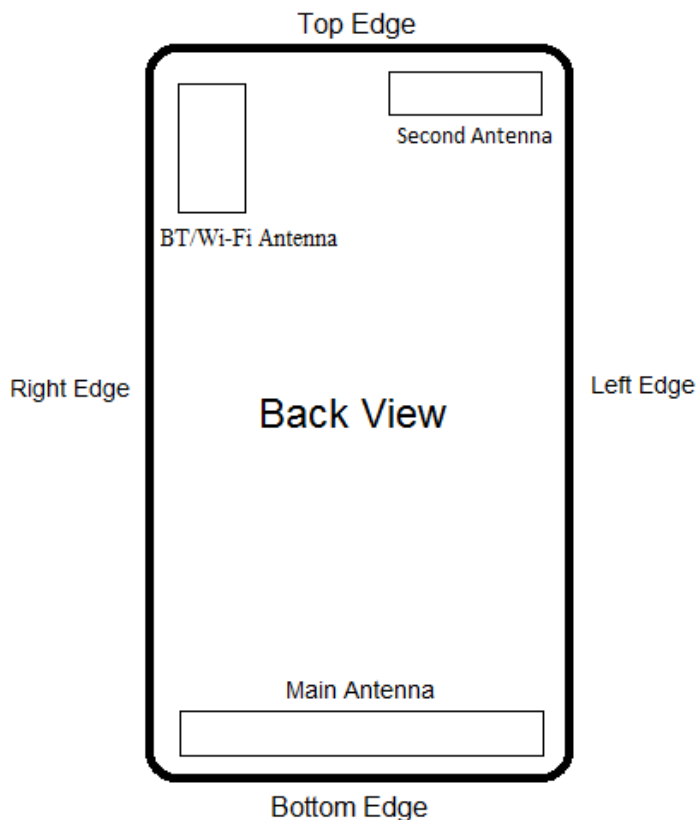 Top Edge
Second Antenna
BT/Wi-Fi Antenna
Right Edge
Left Edge
Back View
Main Antenna
Bottom Edge